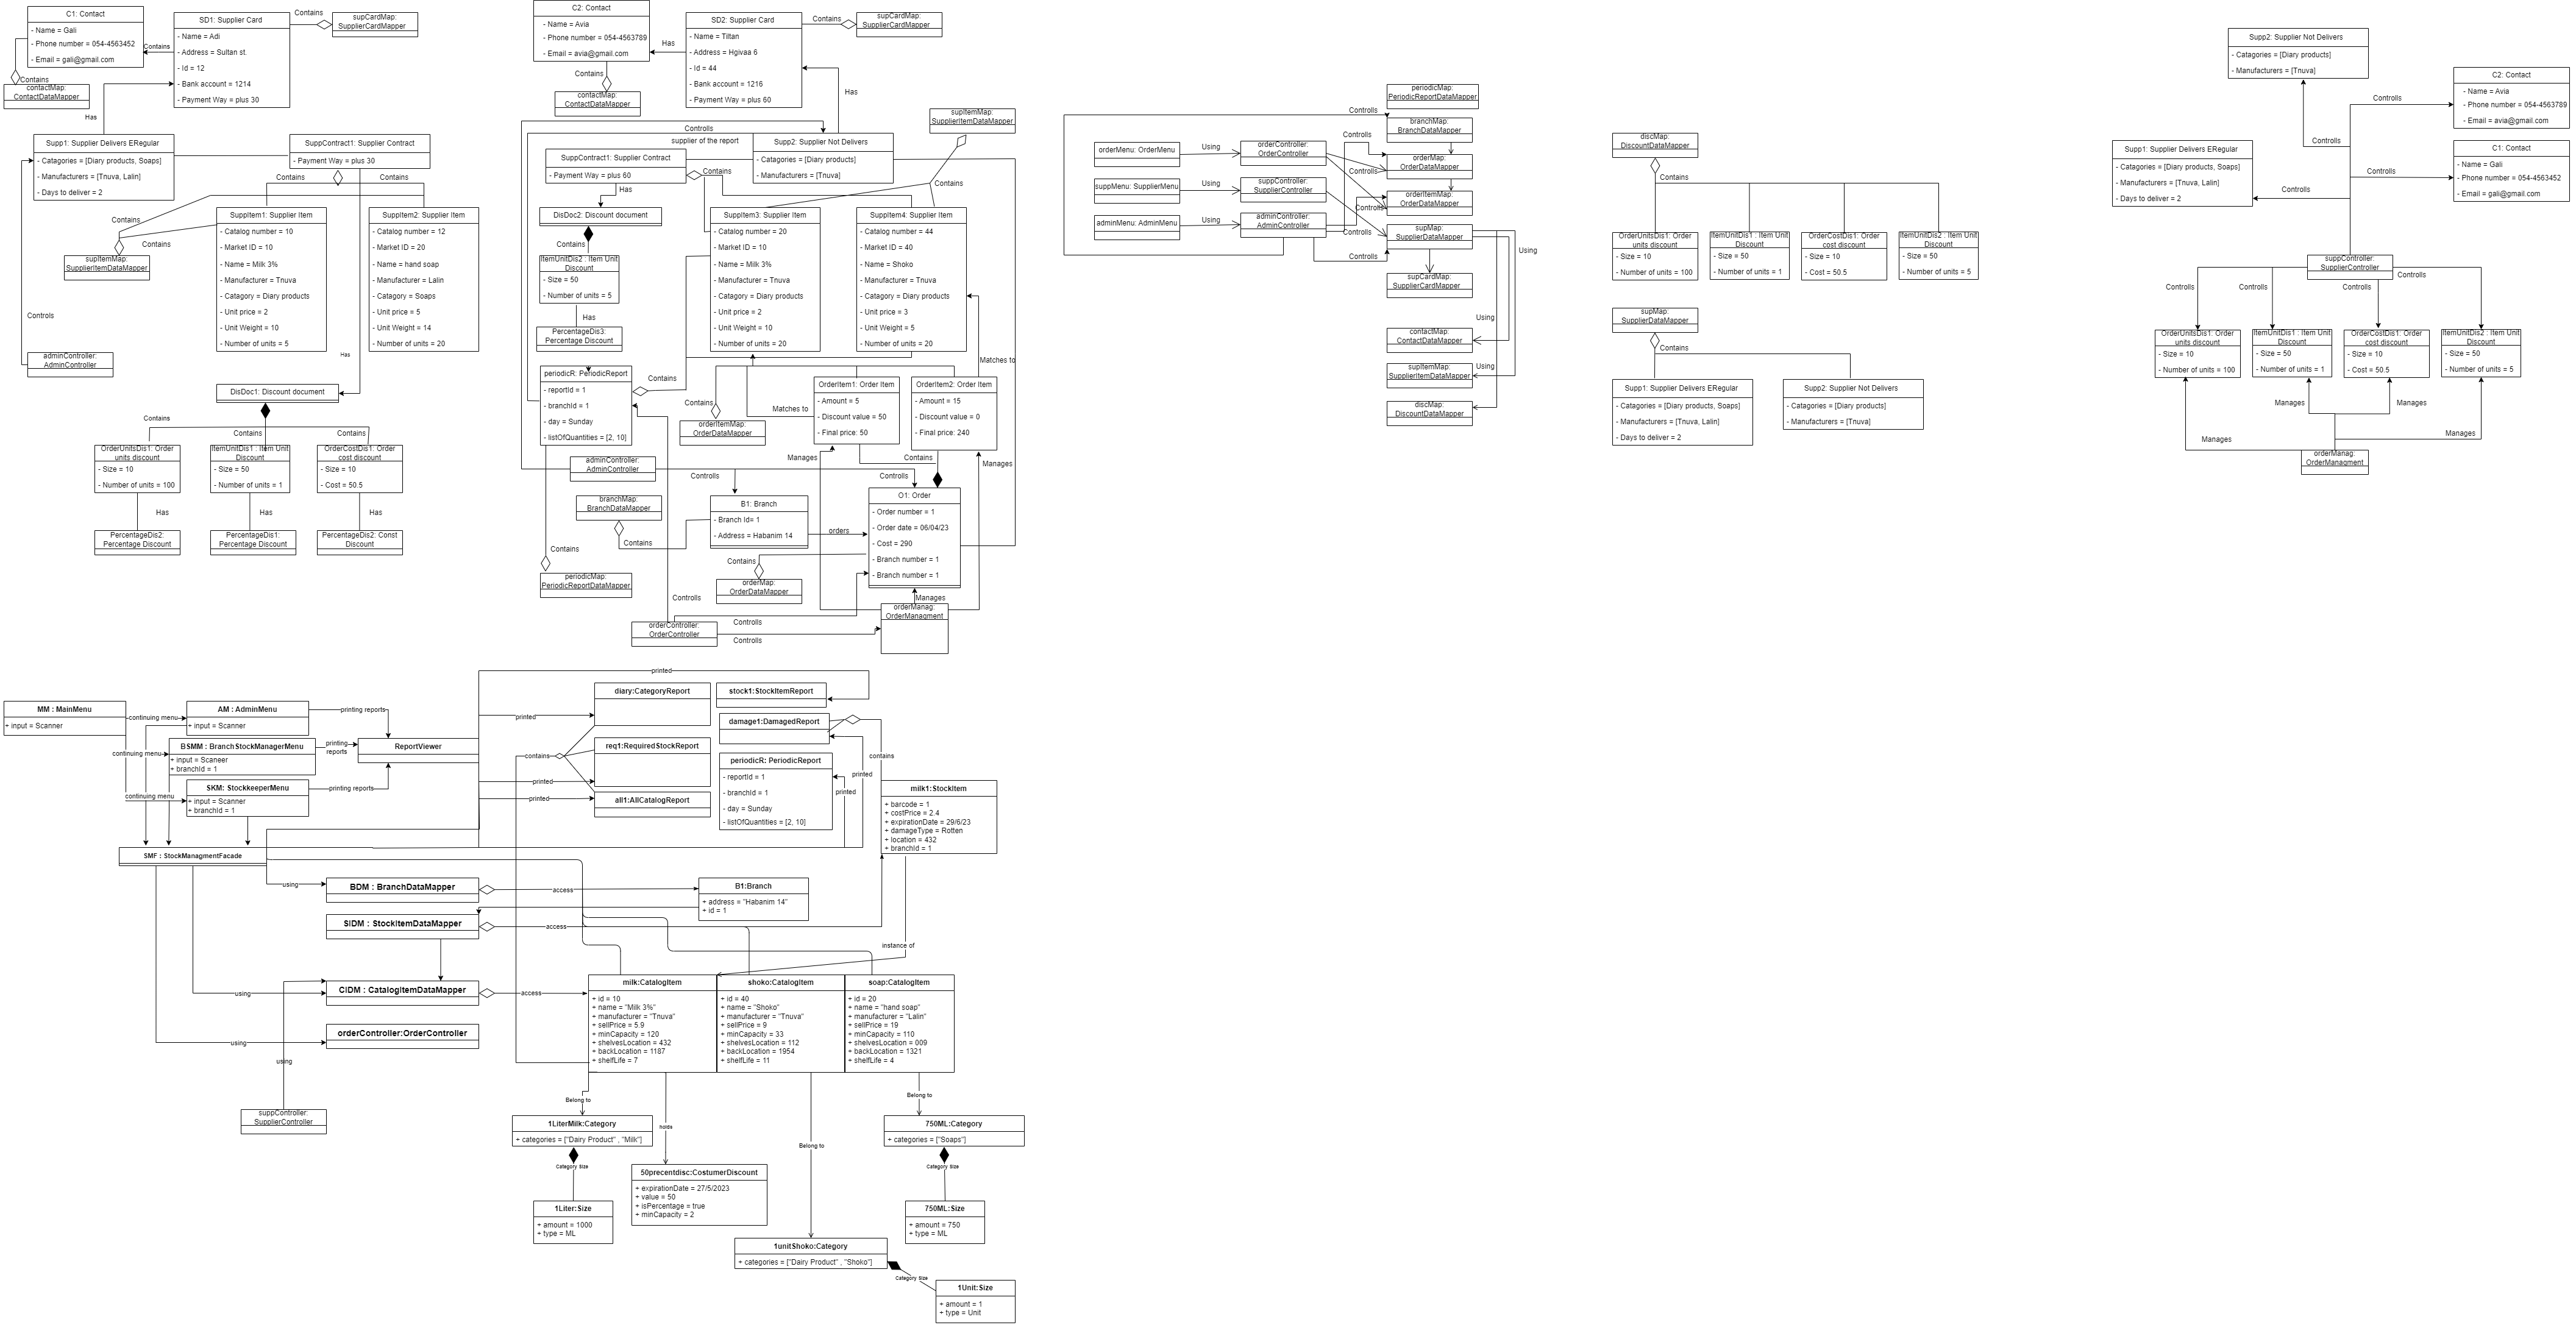 C1: Contact
- Name = Gali
- Phone number = 054-4563452
- Email = gali@gmail.com
Contains
contactMap:
ContactDataMapper
Contains
SD1: Supplier Card
- Name = Adi
- Address = Sultan st.
- Id = 12
- Bank account = 1214
- Payment Way = plus 30
Contains
supCardMap:
SupplierCardMapper
Has
Supp1: Supplier Delivers ERegular
- Catagories = [Diary products, Soaps]
- Manufacturers = [Tnuva, Lalin]
- Days to deliver = 2
SuppContract1: Supplier Contract
- Payment Way = plus 30
Contains
Contains
Contains
Contains
supItemMap:
SupplierItemDataMapper
SuppItem1: Supplier Item
- Catalog number = 10
- Market ID = 10
- Name = Milk 3%
- Manufacturer = Tnuva
- Catagory = Diary products
- Unit price = 2
- Unit Weight = 10
- Number of units = 5
SuppItem2: Supplier Item
- Catalog number = 12
- Market ID = 20
- Name = hand soap
- Manufacturer = Lalin
- Catagory = Soaps
- Unit price = 5
- Unit Weight = 14
- Number of units = 20
Controls
adminController:
AdminController
Has
DisDoc1: Discount document
Contains
Contains
Contains
OrderUnitsDis1: Order
units discount
- Size = 10
- Number of units = 100
ItemUnitDis1 : Item Unit
Discount
- Size = 50
- Number of units = 1
OrderCostDis1: Order
cost discount
- Size = 10
- Cost = 50.5
Has
Has
Has
PercentageDis2:
Percentage Discount
PercentageDis1:
Percentage Discount
PercentageDis2: Const
Discount
C2: Contact
- Name = Avia
- Phone number = 054-4563789
- Email = avia@gmail.com
Has
Contains
contactMap:
ContactDataMapper
SD2: Supplier Card
- Name = Tiltan
- Address = Hgivaa 6
- Id = 44
- Bank account = 1216
- Payment Way = plus 60
Contains
supCardMap:
SupplierCardMapper
Has
supItemMap:
SupplierItemDataMapper
Controlls
supplier of the report
Supp2: Supplier Not Delivers
- Catagories = [Diary products]
- Manufacturers = [Tnuva]
SuppContract1: Supplier Contract
- Payment Way = plus 60
Contains
Has
Contains
DisDoc2: Discount document
Contains
ItemUnitDis2 : Item Unit
Discount
- Size = 50
- Number of units = 5
Has
PercentageDis3:
Percentage Discount
SuppItem3: Supplier Item
- Catalog number = 20
- Market ID = 10
- Name = Milk 3%
- Manufacturer = Tnuva
- Catagory = Diary products
- Unit price = 2
- Unit Weight = 10
- Number of units = 20
SuppItem4: Supplier Item
- Catalog number = 44
- Market ID = 40
- Name = Shoko
- Manufacturer = Tnuva
- Catagory = Diary products
- Unit price = 3
- Unit Weight = 5
- Number of units = 20
periodicR: PeriodicReport
- reportId = 1
- branchId = 1
- day = Sunday
- listOfQuantities = [2, 10]
Contains
Contains
orderItemMap:
OrderDataMapper
Matches to
Matches to
OrderItem1: Order Item
- Amount = 5
- Discount value = 50
- Final price: 50
OrderItem2: Order Item
- Amount = 15
- Discount value = 0
- Final price: 240
Manages
Contains
Manages
adminController:
AdminController
Controlls
Controlls
branchMap:
BranchDataMapper
Contains
B1: Branch
- Branch Id= 1
- Address = Habanim 14
orders
O1: Order
- Order number = 1
- Order date = 06/04/23
- Cost = 290
- Branch number = 1
- Branch number = 1
Contains
periodicMap:
PeriodicReportDataMapper
Contains
orderMap:
OrderDataMapper
Manages
orderManag:
OrderManagment
Controlls
orderController:
OrderController
Controlls
Controlls
periodicMap:
PeriodicReportDataMapper
Controlls
branchMap:
BranchDataMapper
orderMenu: OrderMenu
Using
orderController:
OrderController
Controlls
orderMap:
OrderDataMapper
Controlls
suppMenu: SupplierMenu
Using
suppController:
SupplierController
orderItemMap:
OrderDataMapper
Controlls
adminMenu: AdminMenu
Using
adminController:
AdminController
Controlls
supMap:
SupplierDataMapper
Controlls
Using
supCardMap:
SupplierCardMapper
Using
contactMap:
ContactDataMapper
Using
supItemMap:
SupplierItemDataMapper
discMap:
DiscountDataMapper
discMap:
DiscountDataMapper
Contains
OrderUnitsDis1: Order
units discount
- Size = 10
- Number of units = 100
ItemUnitDis1 : Item Unit
Discount
- Size = 50
- Number of units = 1
OrderCostDis1: Order
cost discount
- Size = 10
- Cost = 50.5
ItemUnitDis2 : Item Unit
Discount
- Size = 50
- Number of units = 5
supMap:
SupplierDataMapper
Contains
Supp1: Supplier Delivers ERegular
- Catagories = [Diary products, Soaps]
- Manufacturers = [Tnuva, Lalin]
- Days to deliver = 2
Supp2: Supplier Not Delivers
- Catagories = [Diary products]
- Manufacturers = [Tnuva]
Supp2: Supplier Not Delivers
- Catagories = [Diary products]
- Manufacturers = [Tnuva]
C2: Contact
- Name = Avia
- Phone number = 054-4563789
- Email = avia@gmail.com
Controlls
Controlls
Supp1: Supplier Delivers ERegular
- Catagories = [Diary products, Soaps]
- Manufacturers = [Tnuva, Lalin]
- Days to deliver = 2
C1: Contact
- Name = Gali
- Phone number = 054-4563452
- Email = gali@gmail.com
Controlls
Controlls
suppController:
SupplierController
Controlls
Controlls
Controlls
Controlls
OrderUnitsDis1: Order
units discount
- Size = 10
- Number of units = 100
ItemUnitDis1 : Item Unit
Discount
- Size = 50
- Number of units = 1
OrderCostDis1: Order
cost discount
- Size = 10
- Cost = 50.5
ItemUnitDis2 : Item Unit
Discount
- Size = 50
- Number of units = 5
Manages
Manages
Manages
Manages
orderManag:
OrderManagment
MM : MainMenu
+ input = Scanner
continuing menu
continuing menu
continuing menu
AM : AdminMenu
+ input = Scanner
BSMM : BranchStockManagerMenu
+ input = Scaneer
+ branchId = 1
SKM: StockkeeperMenu
+ input = Scanner
+ branchId = 1
printing reports
printing
reports
printing reports
ReportViewer
printed
printed
printed
printed
contains
diary:CategoryReport
req1:RequiredStockReport
all1:AllCatalogReport
stock1:StockItemReport
damage1:DamagedReport
periodicR: PeriodicReport
- reportId = 1
- branchId = 1
- day = Sunday
- listOfQuantities = [2, 10]
contains
printed
printed
milk1:StockItem
+ barcode = 1
+ costPrice = 2.4
+ expirationDate = 29/6/23
+ damageType = Rotten
+ location = 432
+ branchId = 1
SMF : StockManagmentFacade
using
BDM : BranchDataMapper
access
B1:Branch
+ address = "Habanim 14"
+ id = 1
SIDM : StockItemDataMapper
access
instance of
CIDM : CatalogItemDataMapper
using
access
orderController:OrderController
using
using
suppController:
SupplierController
milk:CatalogItem
+ id = 10
+ name = "Milk 3%"
+ manufacturer = "Tnuva"
+ sellPrice = 5.9
+ minCapacity = 120
+ shelvesLocation = 432
+ backLocation = 1187
+ shelfLife = 7
shoko:CatalogItem
+ id = 40
+ name = "Shoko"
+ manufacturer = "Tnuva"
+ sellPrice = 9
+ minCapacity = 33
+ shelvesLocation = 112
+ backLocation = 1954
+ shelfLife = 11
soap:CatalogItem
+ id = 20
+ name = "hand soap"
+ manufacturer = "Lalin"
+ sellPrice = 19
+ minCapacity = 110
+ shelvesLocation = 009
+ backLocation = 1321
+ shelfLife = 4
Belong to
holds
Belong to
Belong to
1LiterMilk:Category
+ categories = ["Dairy Product" , "Milk"]
Category Size
1Liter:Size
+ amount = 1000
+ type = ML
50precentdisc:CostumerDiscount
+ expirationDate = 27/5/2023
+ value = 50
+ isPercentage = true
+ minCapacity = 2
750ML:Category
+ categories = ["Soaps"]
Category Size
750ML:Size
+ amount = 750
+ type = ML
1unitShoko:Category
+ categories = ["Dairy Product" , "Shoko"]
Category Size
1Unit:Size
+ amount = 1
+ type = Unit